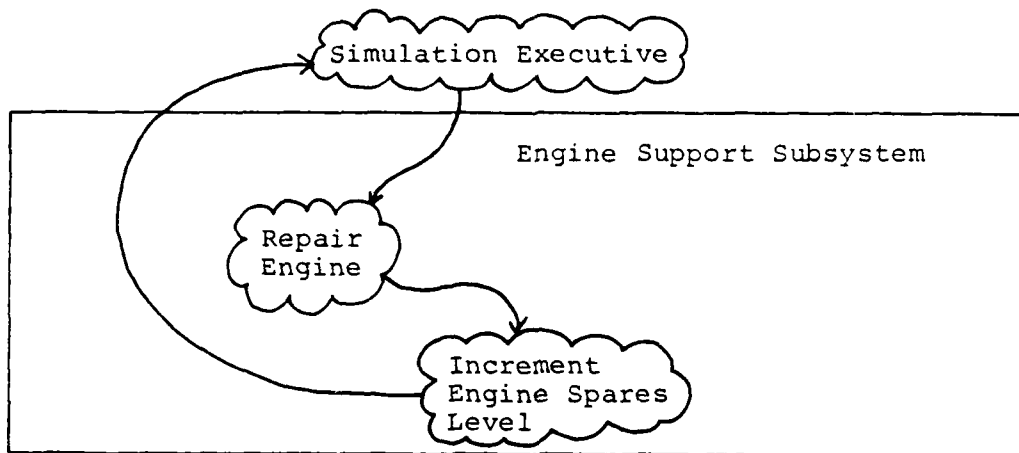 Simulation Executive
Engine Support Subsystem
Repair
Engine
Increment
Engine Spares
Level